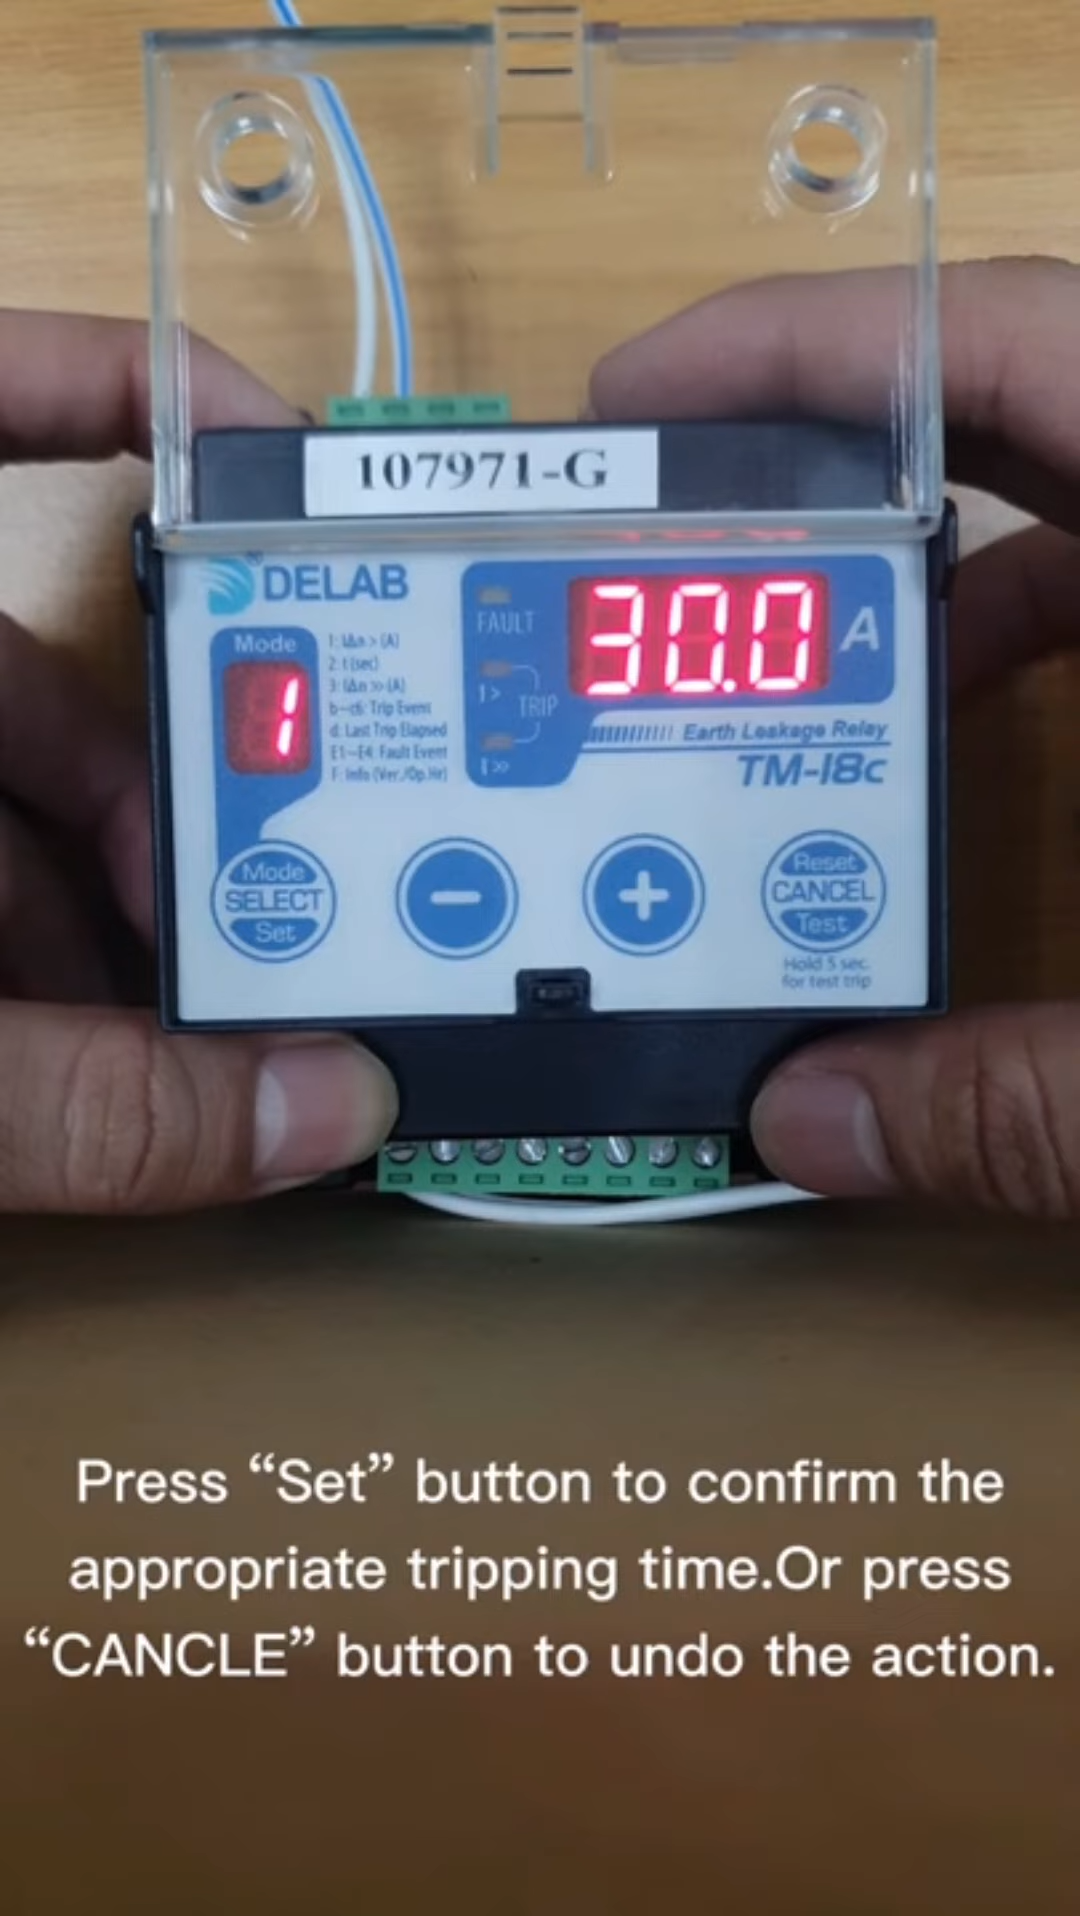 107971-G
DELAB
Mode
1
1: IΔn > (A)
2: t (sec)
3: IΔn >> (A)
b~c6: Trip Event
d: Last Trip Elapsed
E1~E4: Fault Event
F: Info (Ver./Op.Hr)
FAULT
I>
TRIP
I>>
30.0
A
Earth Leakage Relay
TM-18c
Mode
SELECT
Set
−
+
Reset
CANCEL
Test
Hold 5 sec.
for test trip
Press “Set” button to confirm the
appropriate tripping time.Or press
“CANCLE” button to undo the action.